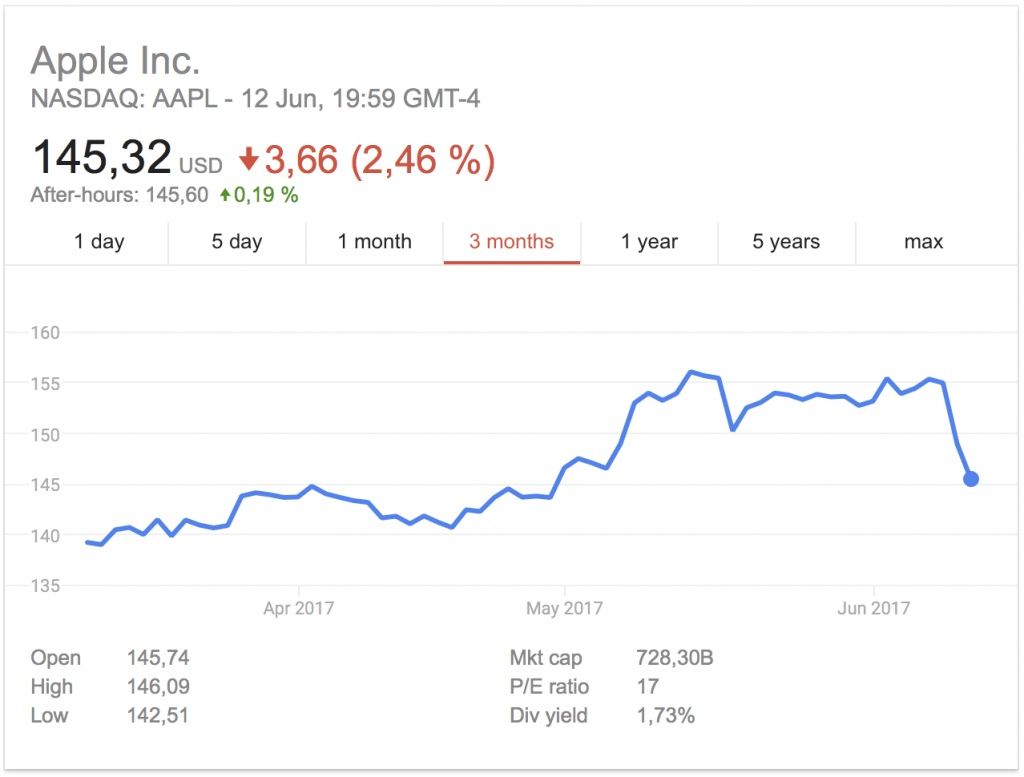 Apple Inc.
NASDAQ: AAPL - 12 Jun, 19:59 GMT-4
145,32 USD ↓3,66 (2,46 %)
After-hours: 145,60 ↑0,19 %
1 day 5 day 1 month 3 months 1 year 5 years max
160
155
150
145
140
135
Apr 2017 May 2017 Jun 2017
Open 145,74 Mkt cap 728,30B
High 146,09 P/E ratio 17
Low 142,51 Div yield 1,73%